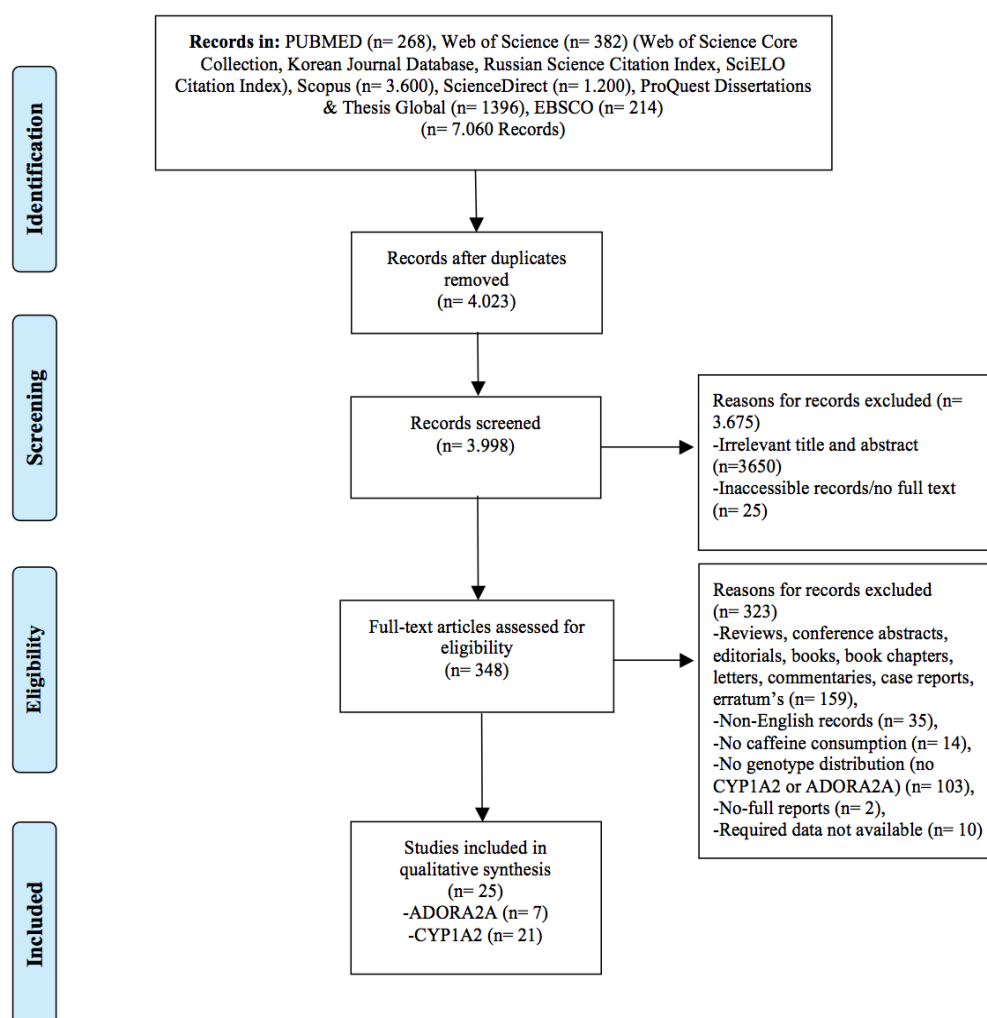 Records in: PUBMED (n= 268), Web of Science (n= 382) (Web of Science Core
Collection, Korean Journal Database, Russian Science Citation Index, SciELO
Citation Index), Scopus (n= 3.600), ScienceDirect (n= 1.200), ProQuest Dissertations
& Thesis Global (n= 1396), EBSCO (n= 214)
(n= 7.060 Records)
Identification
Records after duplicates
removed
(n= 4.023)
Screening
Records screened
(n= 3.998)
Reasons for records excluded (n=
3.675)
-Irrelevant title and abstract
(n=3650)
-Inaccessible records/no full text
(n= 25)
Eligibility
Full-text articles assessed for
eligibility
(n= 348)
Reasons for records excluded
(n= 323)
-Reviews, conference abstracts,
editorials, books, book chapters,
letters, commentaries, case reports,
erratum’s (n= 159),
-Non-English records (n= 35),
-No caffeine consumption (n= 14),
-No genotype distribution (no
CYP1A2 or ADORA2A) (n= 103),
-No-full reports (n= 2),
-Required data not available (n= 10)
Included
Studies included in
qualitative synthesis
(n= 25)
-ADORA2A (n= 7)
-CYP1A2 (n= 21)